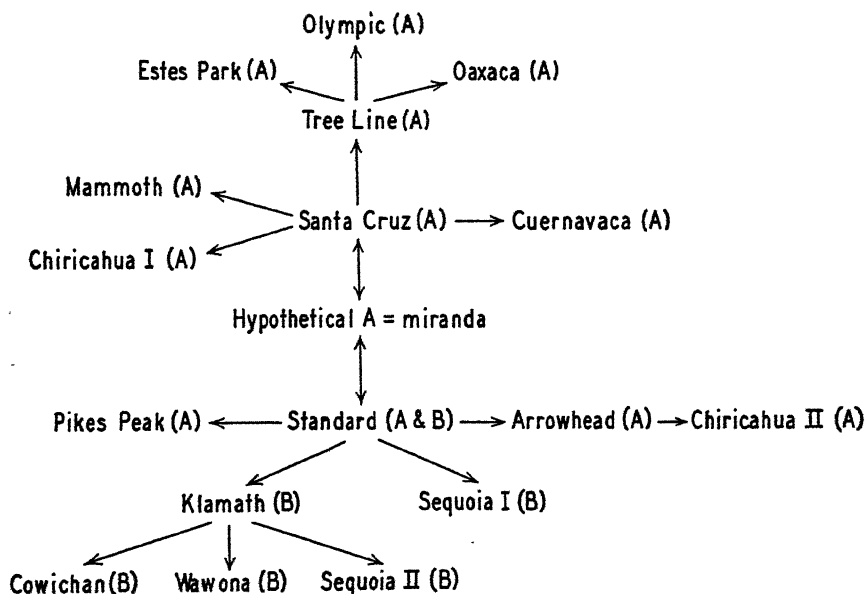 Olympic (A)
Estes Park (A) Oaxaca (A)
Tree Line (A)
Mammoth (A)
Santa Cruz (A) Cuernavaca (A)
Chiricahua I (A)
Hypothetical A = miranda
Pikes Peak (A) Standard (A & B) Arrowhead (A) Chiricahua II (A)
Klamath (B) Sequoia I (B)
Cowichan (B) Wawona (B) Sequoia II (B)